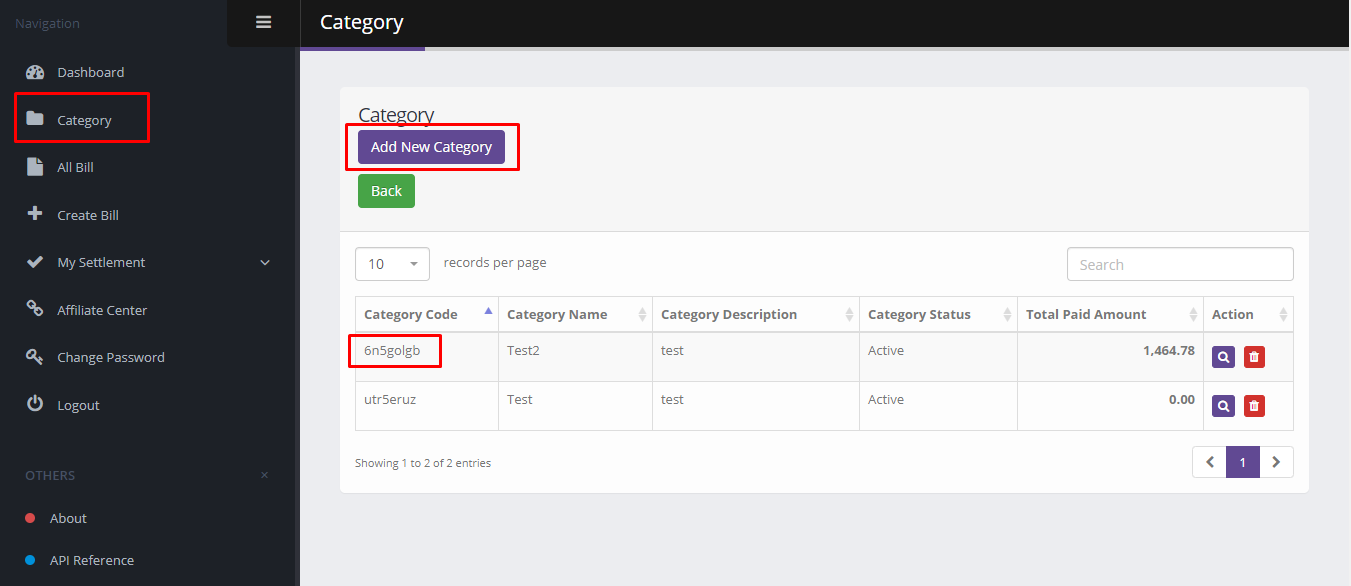 Navigation
Category
Dashboard
Category
All Bill
Create Bill
My Settlement
Affiliate Center
Change Password
Logout
OTHERS ×
About
API Reference
Category
Add New Category
Back
10 records per page
Search
Category Code Category Name Category Description Category Status Total Paid Amount Action
6n5golgb Test2 test Active 1,464.78
utr5eruz Test test Active 0.00
Showing 1 to 2 of 2 entries
1